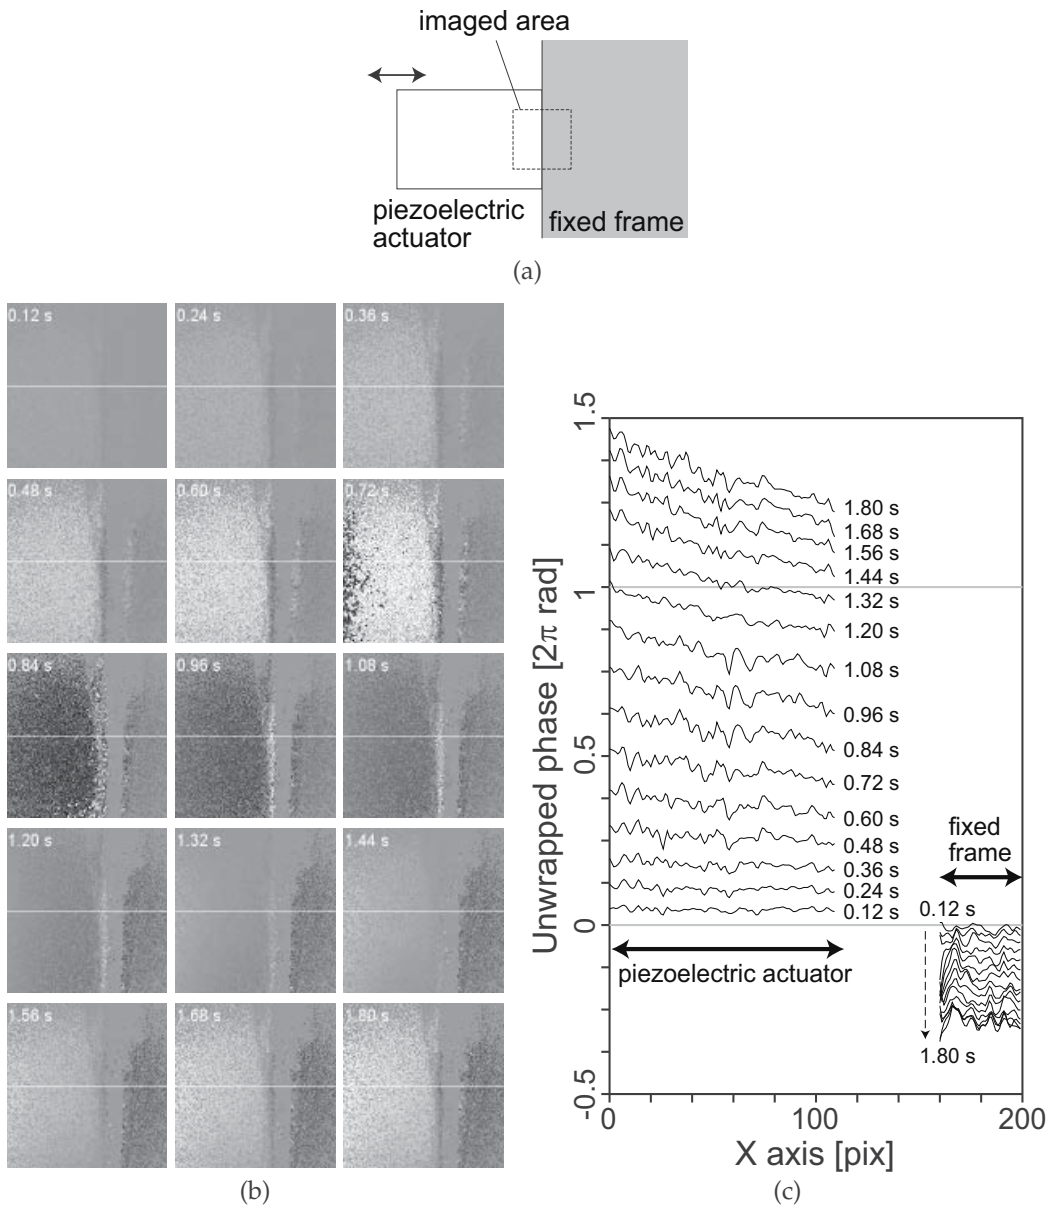 imaged area
piezoelectric
actuator
fixed frame
(a)
0.12 s
0.24 s
0.36 s
0.48 s
0.60 s
0.72 s
0.84 s
0.96 s
1.08 s
1.20 s
1.32 s
1.44 s
1.56 s
1.68 s
1.80 s
(b)
Unwrapped phase [2π rad]
1.5
1
0.5
0
-0.5
1.80 s
1.68 s
1.56 s
1.44 s
1.32 s
1.20 s
1.08 s
0.96 s
0.84 s
0.72 s
0.60 s
0.48 s
0.36 s
0.24 s
0.12 s
piezoelectric actuator
fixed
frame
0.12 s
1.80 s
0
100
200
X axis [pix]
(c)